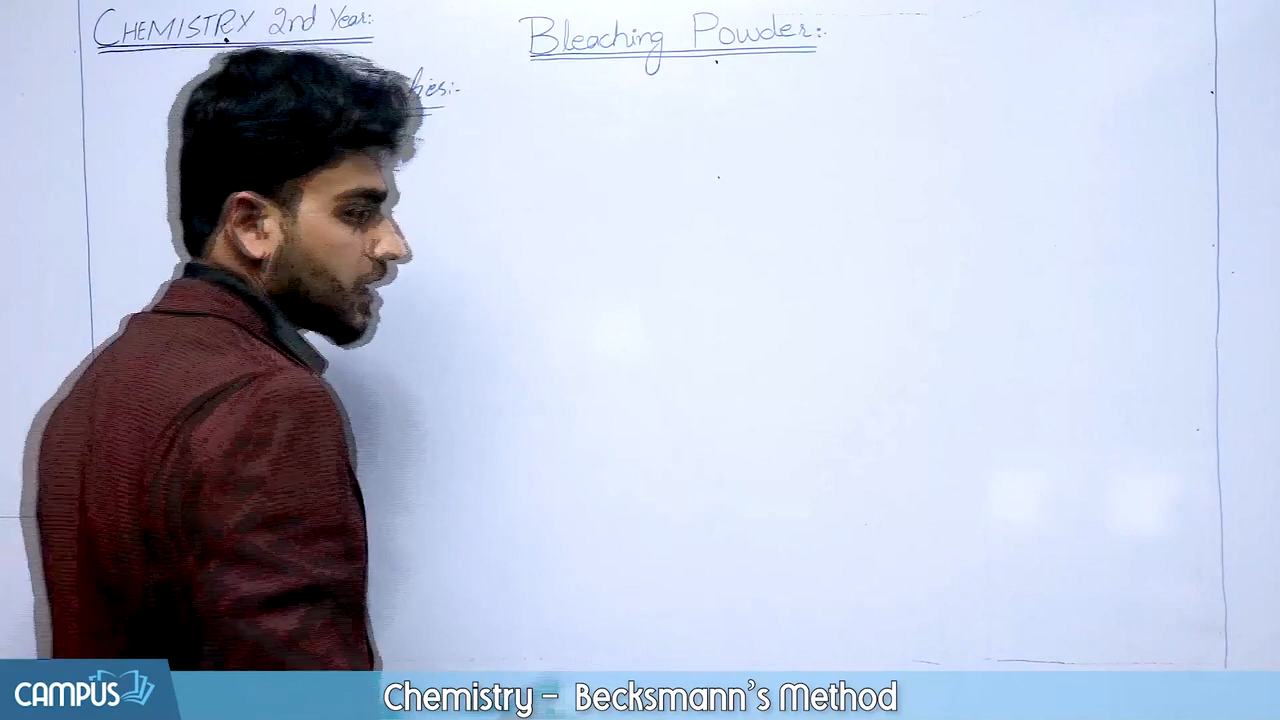 CHEMISTRY 2nd Year:
Bleaching Powder:-
CAMPUS
Chemistry - Becksmann's Method